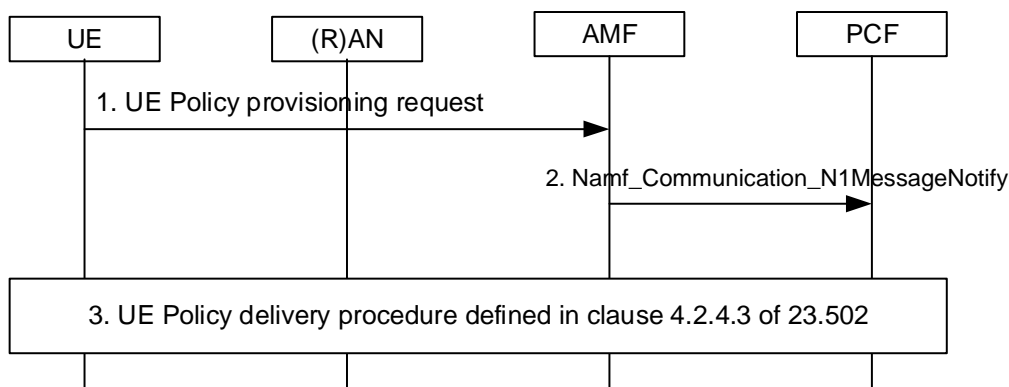 UE
(R)AN
AMF
PCF
1. UE Policy provisioning request
2. Namf_Communication_N1MessageNotify
3. UE Policy delivery procedure defined in clause 4.2.4.3 of 23.502